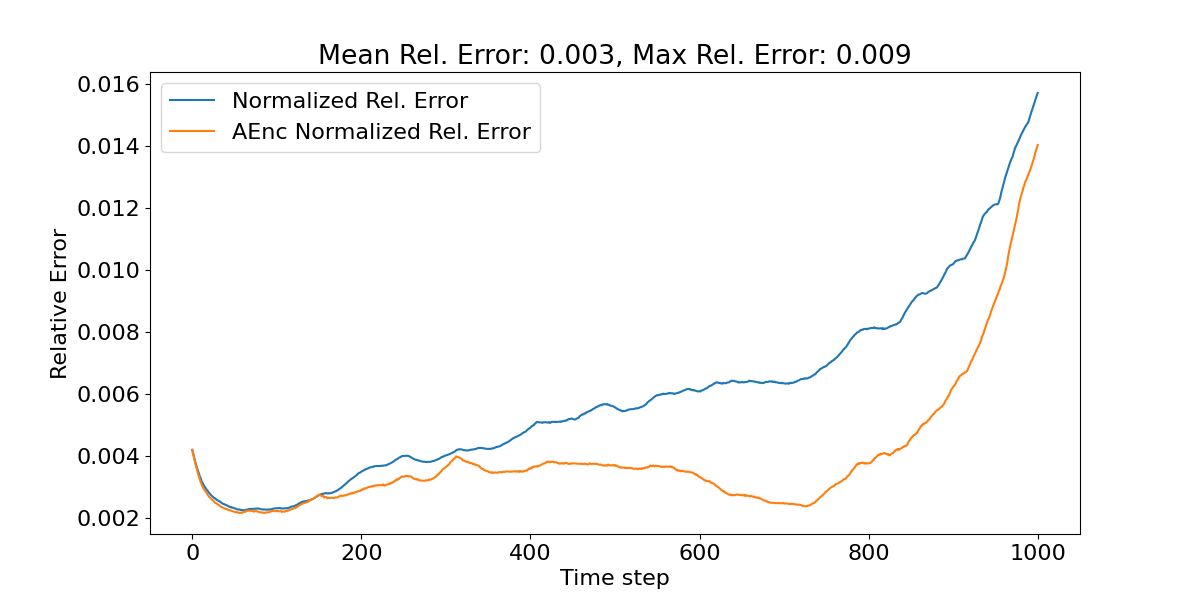 Mean Rel. Error: 0.003, Max Rel. Error: 0.009
Normalized Rel. Error
AEnc Normalized Rel. Error
Relative Error
0.016
0.014
0.012
0.010
0.008
0.006
0.004
0.002
0 200 400 600 800 1000
Time step